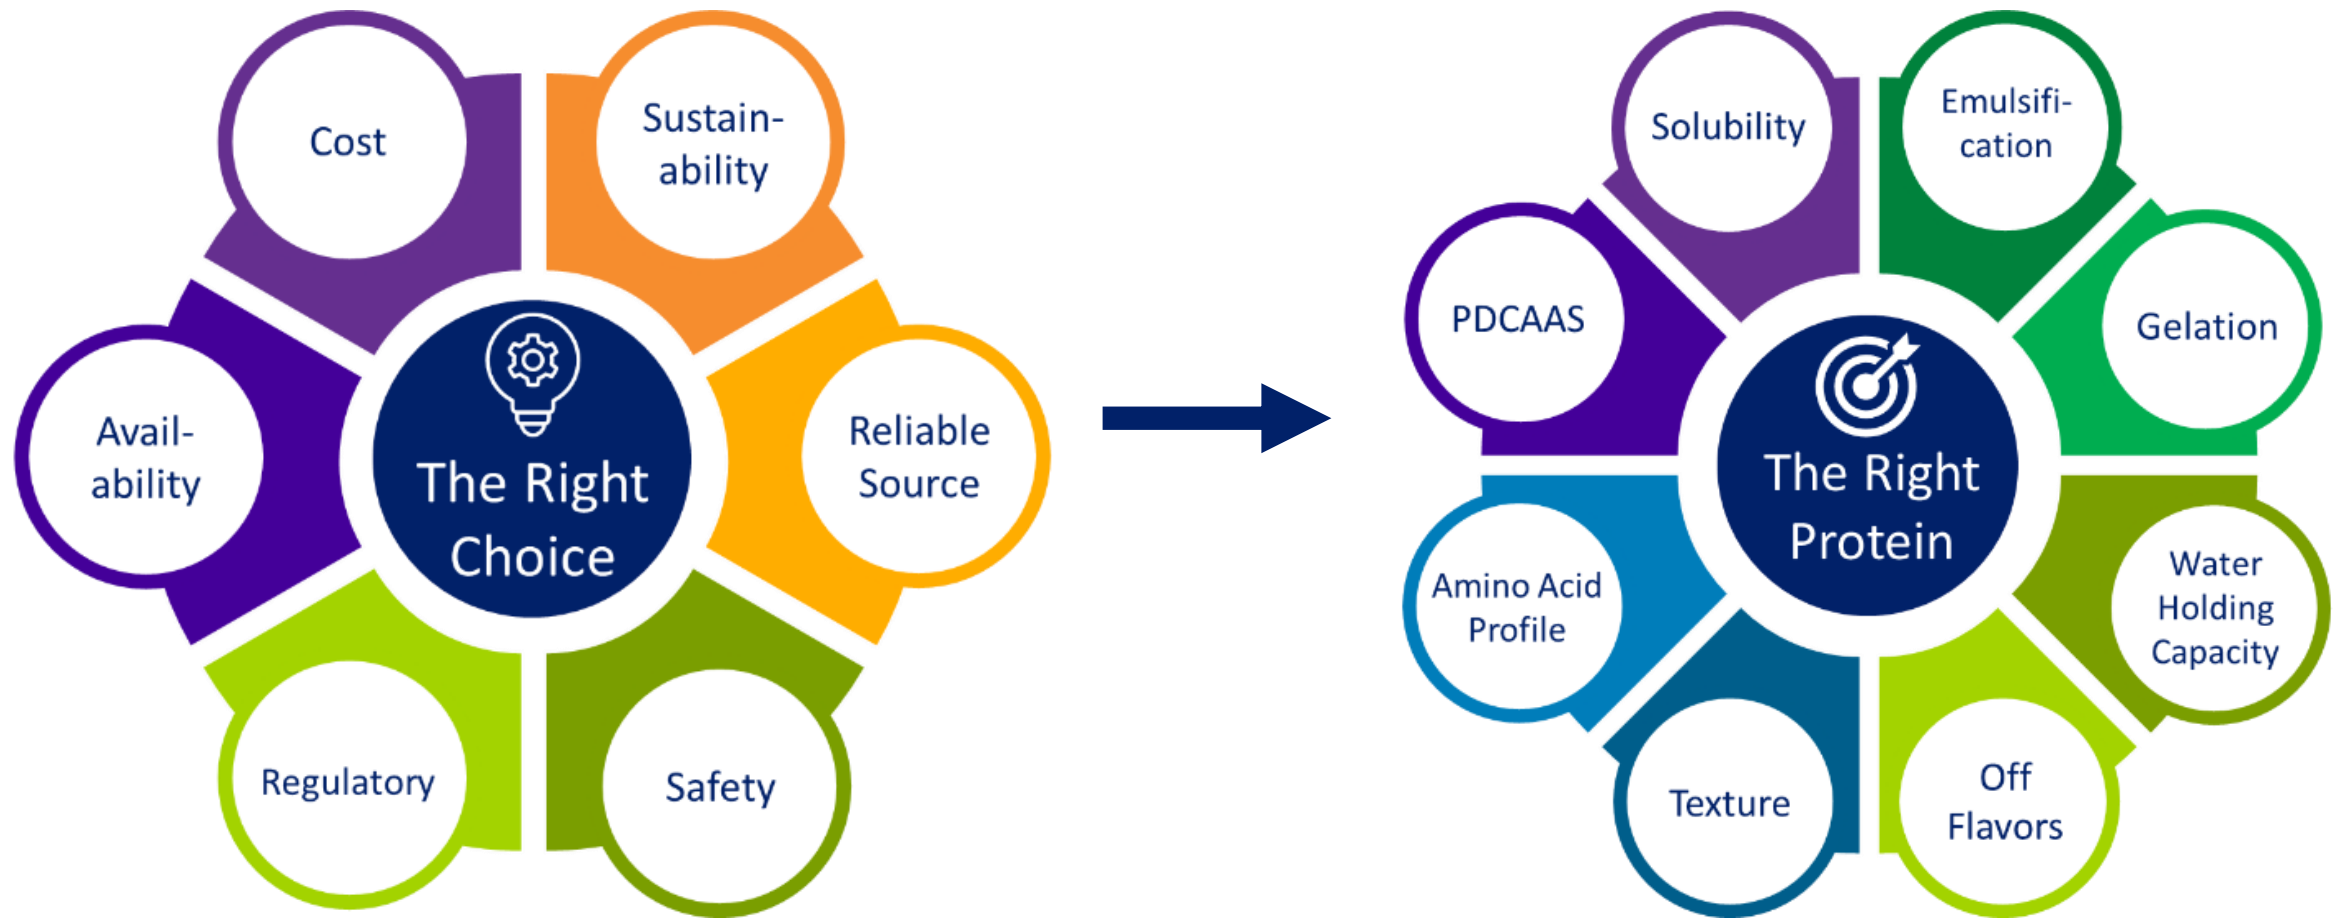 Cost
Sustain-
ability
Reliable
Source
Safety
Regulatory
Avail-
ability
The Right
Choice
Solubility
Emulsifi-
cation
Gelation
Water
Holding
Capacity
Off
Flavors
Texture
Amino Acid
Profile
PDCAAS
The Right
Protein